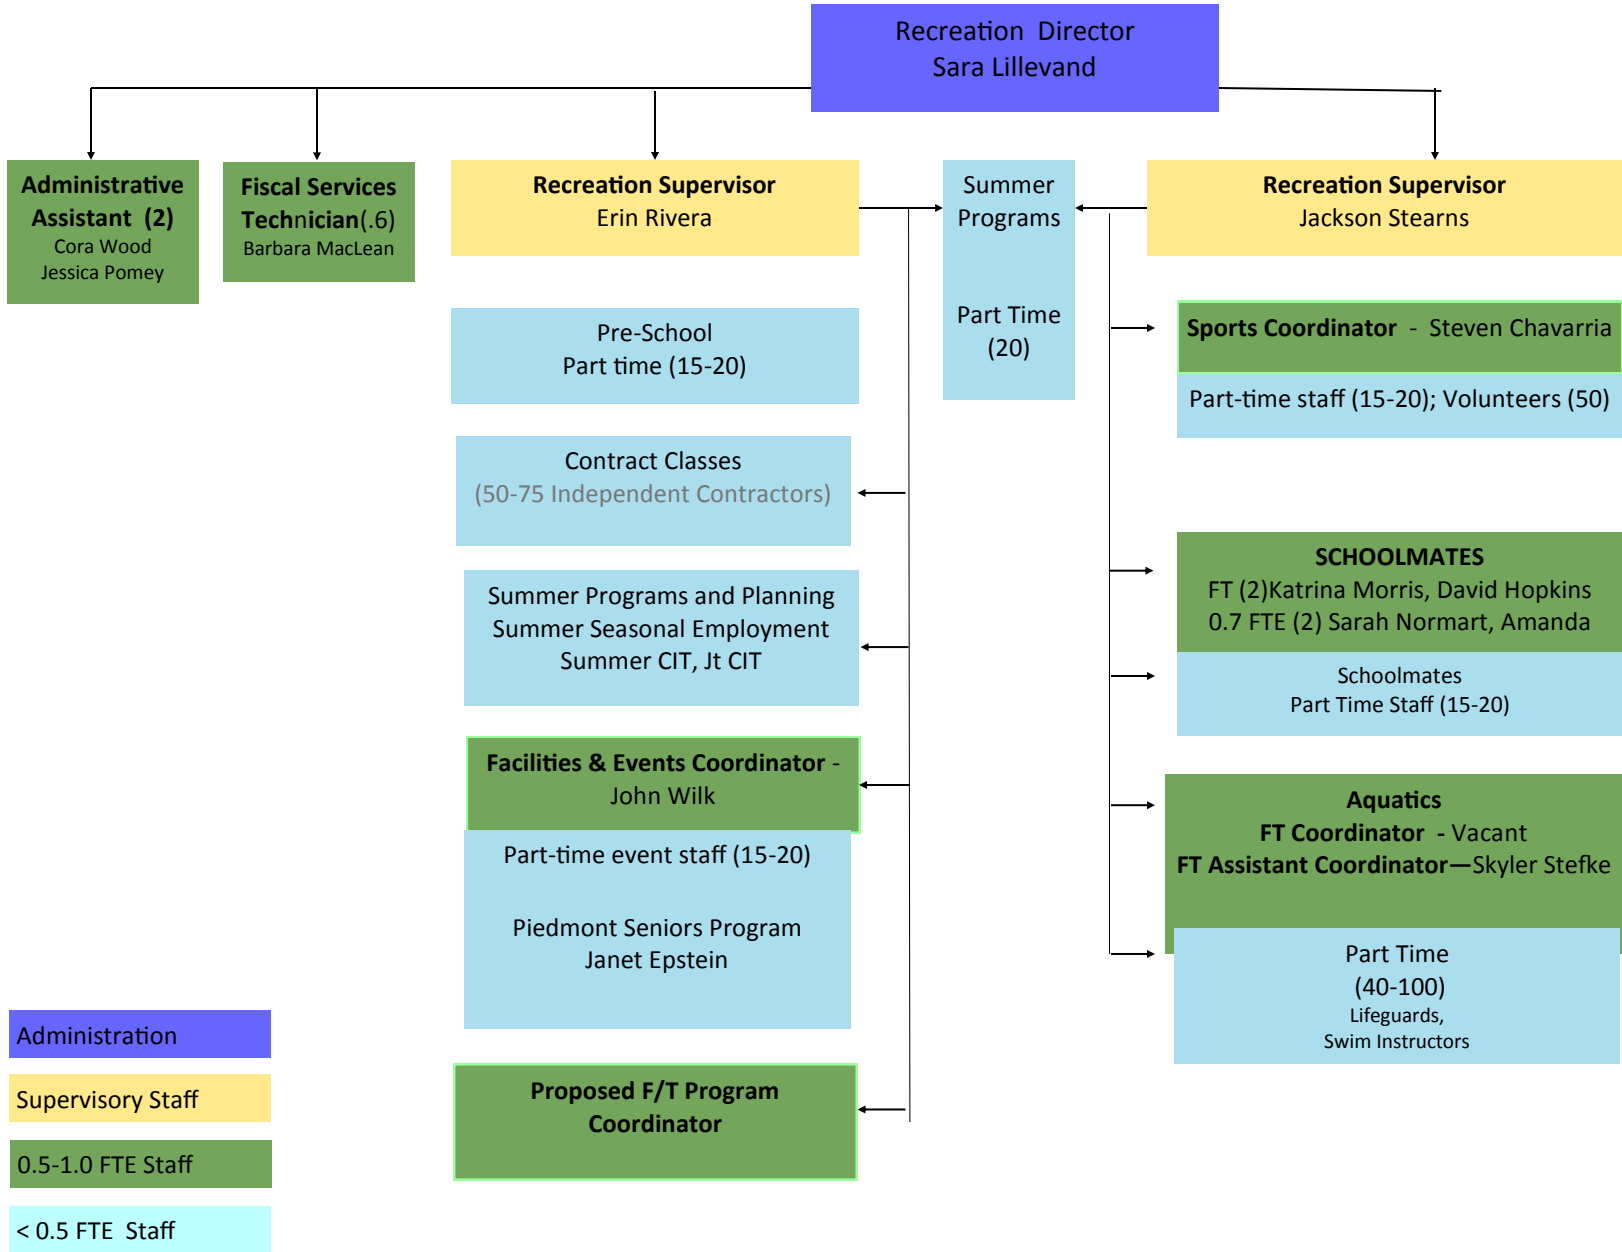 Recreation  Director
Sara Lillevand
Administrative
Assistant  (2)
Cora Wood
Jessica Pomey
Fiscal Services
Technician(.6)
Barbara MacLean
Recreation Supervisor
Erin Rivera
Summer
Programs
Part Time
(20)
Recreation Supervisor
Jackson Stearns
Pre-School
Part time (15-20)
Contract Classes
(50-75 Independent Contractors)
Summer Programs and Planning
Summer Seasonal Employment
Summer CIT, Jt CIT
Facilities & Events Coordinator -
John Wilk
Part-time event staff (15-20)
Piedmont Seniors Program
Janet Epstein
Proposed F/T Program
Coordinator
Sports Coordinator  -  Steven Chavarria
Part-time staff (15-20); Volunteers (50)
SCHOOLMATES
FT (2)Katrina Morris, David Hopkins
0.7 FTE (2) Sarah Normart, Amanda
Schoolmates
Part Time Staff (15-20)
Aquatics
FT Coordinator  - Vacant
FT Assistant Coordinator—Skyler Stefke
Part Time
(40-100)
Lifeguards,
Swim Instructors
Administration
Supervisory Staff
0.5-1.0 FTE Staff
< 0.5 FTE  Staff